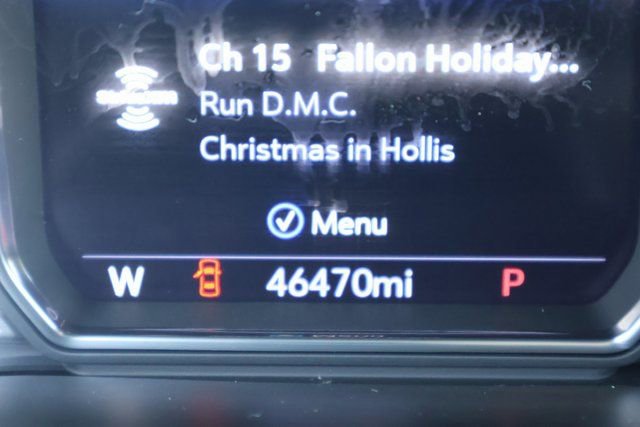 Ch 15 Fallon Holiday...
Run D.M.C.
Christmas in Hollis
Menu
W 46470mi P